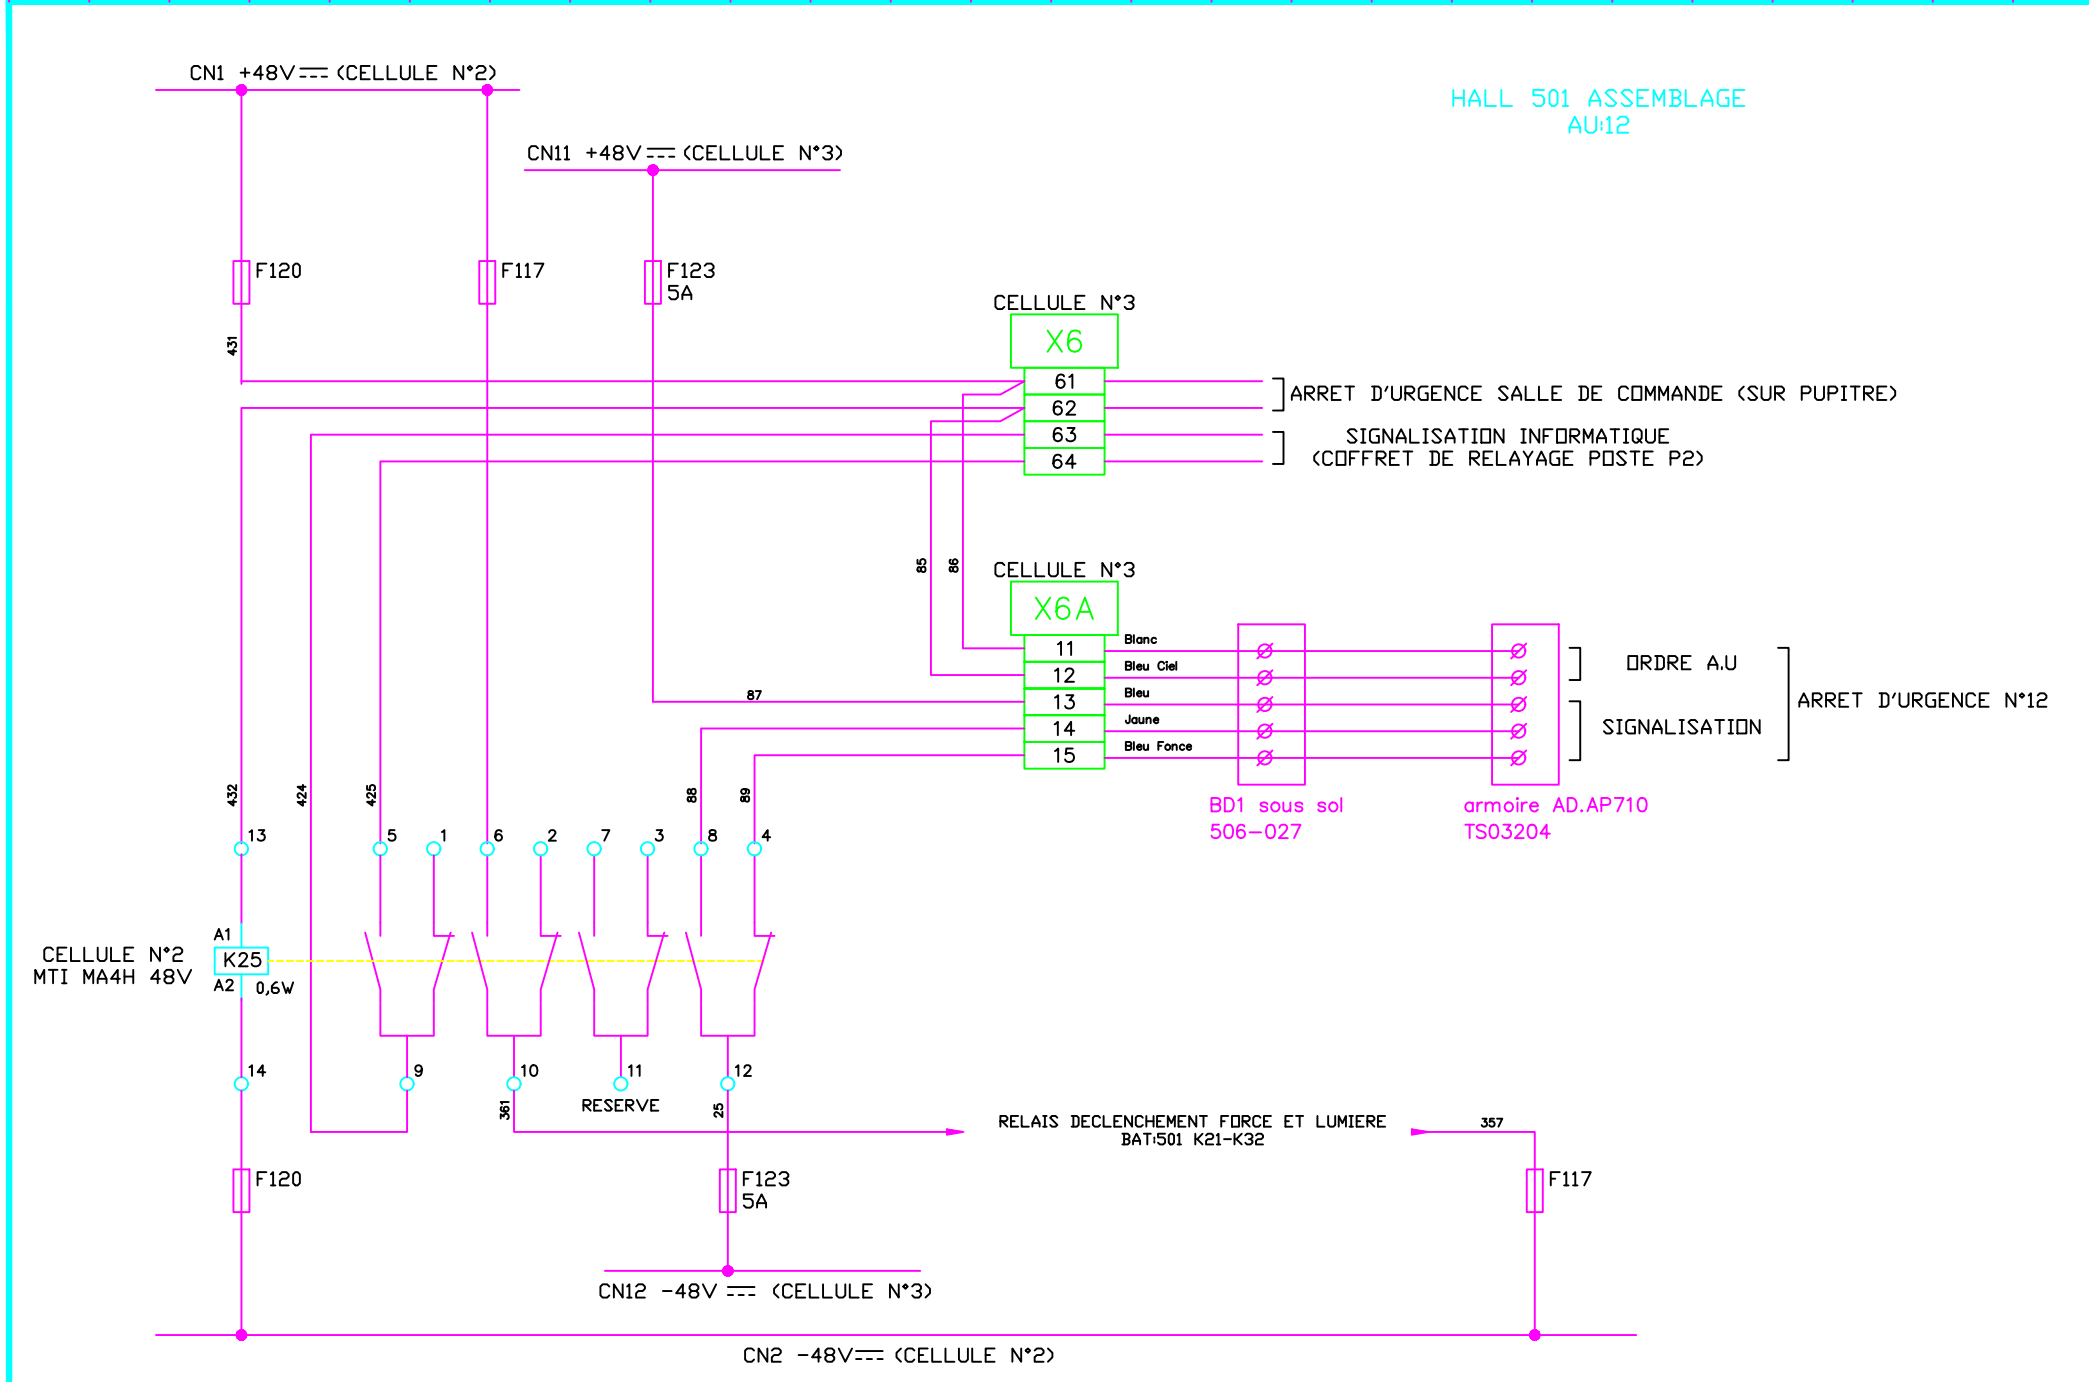 CN1 +48V (CELLULE N°2)
HALL 501 ASSEMBLAGE
AU:12
CN11 +48V (CELLULE N°3)
F120
F117
F123
5A
431
CELLULE N°3
X6
61
62
63
64
ARRET D'URGENCE SALLE DE COMMANDE (SUR PUPITRE)
SIGNALISATION INFORMATIQUE
(COFFRET DE RELAYAGE POSTE P2)
85
86
CELLULE N°3
X6A
11
12
13
14
15
Blanc
Bleu Ciel
Bleu
Jaune
Bleu Fonce
87
ORDRE A.U
SIGNALISATION
ARRET D'URGENCE N°12
BD1 sous sol
506-027
armoire AD.AP710
TS03204
432
424
425
88
89
13
5
1
6
2
7
3
8
4
CELLULE N°2
MTI MA4H 48V
A1
K25
A2
0,6W
14
9
10
11
12
RESERVE
361
25
RELAIS DECLENCHEMENT FORCE ET LUMIERE
BAT:501 K21-K32
357
F120
F123
5A
F117
CN12 -48V (CELLULE N°3)
CN2 -48V (CELLULE N°2)